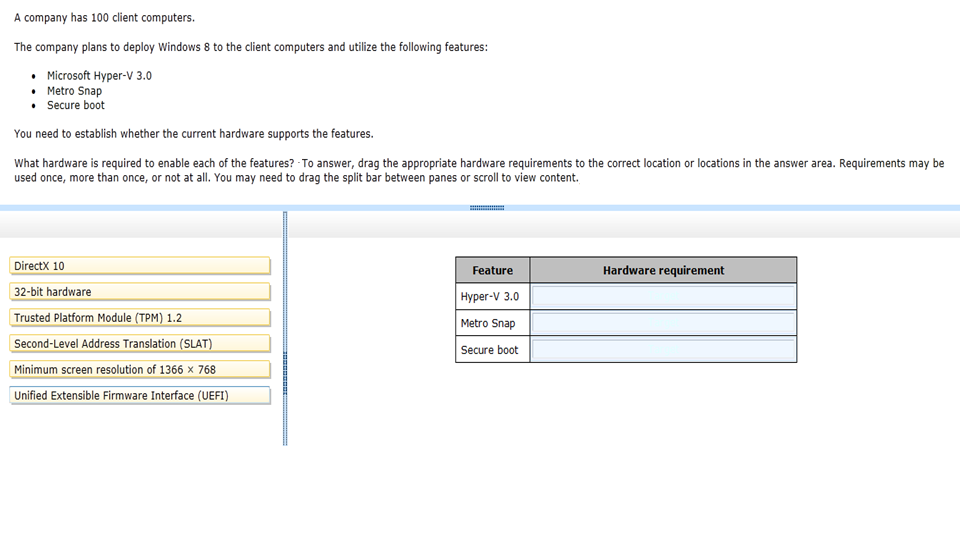 A company has 100 client computers.
The company plans to deploy Windows 8 to the client computers and utilize the following features:
• Microsoft Hyper-V 3.0
• Metro Snap
• Secure boot
You need to establish whether the current hardware supports the features.
What hardware is required to enable each of the features? - To answer, drag the appropriate hardware requirements to the correct location or locations in the answer area. Requirements may be
used once, more than once, or not at all. You may need to drag the split bar between panes or scroll to view content.
DirectX 10
32-bit hardware
Trusted Platform Module (TPM) 1.2
Second-Level Address Translation (SLAT)
Minimum screen resolution of 1366 × 768
Unified Extensible Firmware Interface (UEFI)
Feature Hardware requirement
Hyper-V 3.0
Metro Snap
Secure boot